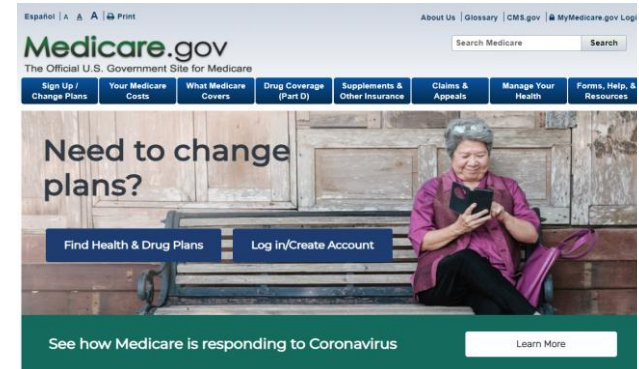 Español | A A A | Print
About Us | Glossary | CMS.gov | MyMedicare.gov Logi
Medicare.gov
The Official U.S. Government Site for Medicare
Search Medicare
Search
Sign Up / Change Plans
Your Medicare Costs
What Medicare Covers
Drug Coverage (Part D)
Supplements & Other Insurance
Claims & Appeals
Manage Your Health
Forms, Help, & Resources
Need to change
plans?
Find Health & Drug Plans
Log in/Create Account
See how Medicare is responding to Coronavirus
Learn More